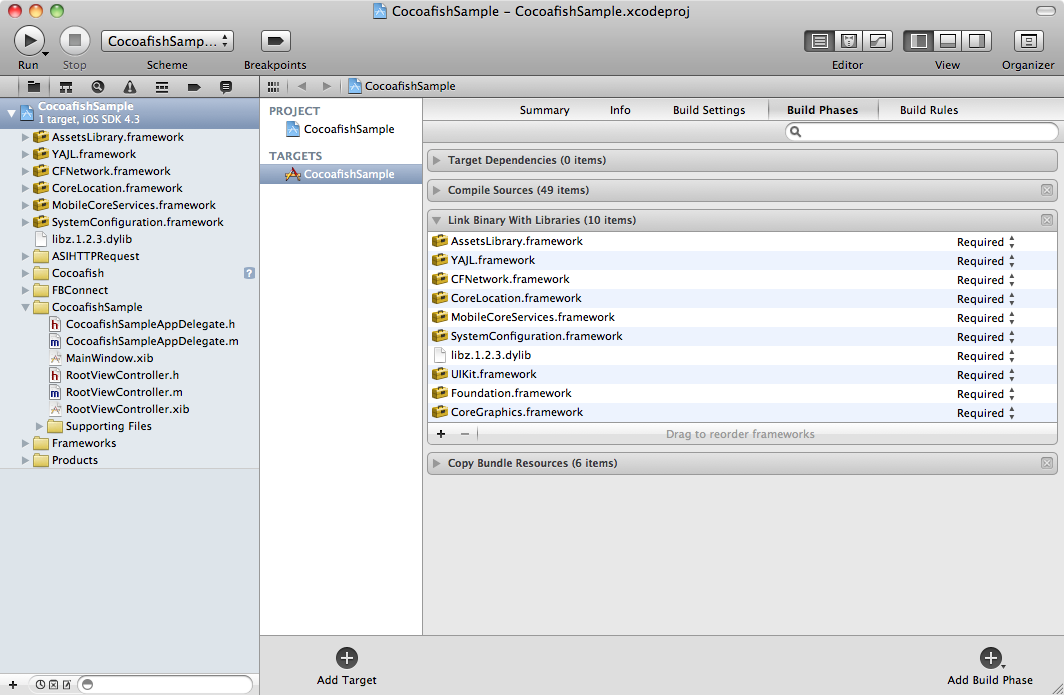 CocoafishSample – CocoafishSample.xcodeproj
CocoafishSamp...
Run
Stop
Scheme
Breakpoints
Editor
View
Organizer
CocoafishSample
1 target, iOS SDK 4.3
AssetsLibrary.framework
YAJL.framework
CFNetwork.framework
CoreLocation.framework
MobileCoreServices.framework
SystemConfiguration.framework
libz.1.2.3.dylib
ASIHTTPRequest
Cocoafish ?
FBConnect
CocoafishSample
h CocoafishSampleAppDelegate.h
m CocoafishSampleAppDelegate.m
MainWindow.xib
h RootViewController.h
m RootViewController.m
RootViewController.xib
Supporting Files
Frameworks
Products
CocoafishSample
PROJECT
CocoafishSample
TARGETS
CocoafishSample
Summary Info Build Settings Build Phases Build Rules
Target Dependencies (0 items)
Compile Sources (49 items)
Link Binary With Libraries (10 items)
AssetsLibrary.framework Required
YAJL.framework Required
CFNetwork.framework Required
CoreLocation.framework Required
MobileCoreServices.framework Required
SystemConfiguration.framework Required
libz.1.2.3.dylib Required
UIKit.framework Required
Foundation.framework Required
CoreGraphics.framework Required
+ − Drag to reorder frameworks
Copy Bundle Resources (6 items)
Add Target
Add Build Phase